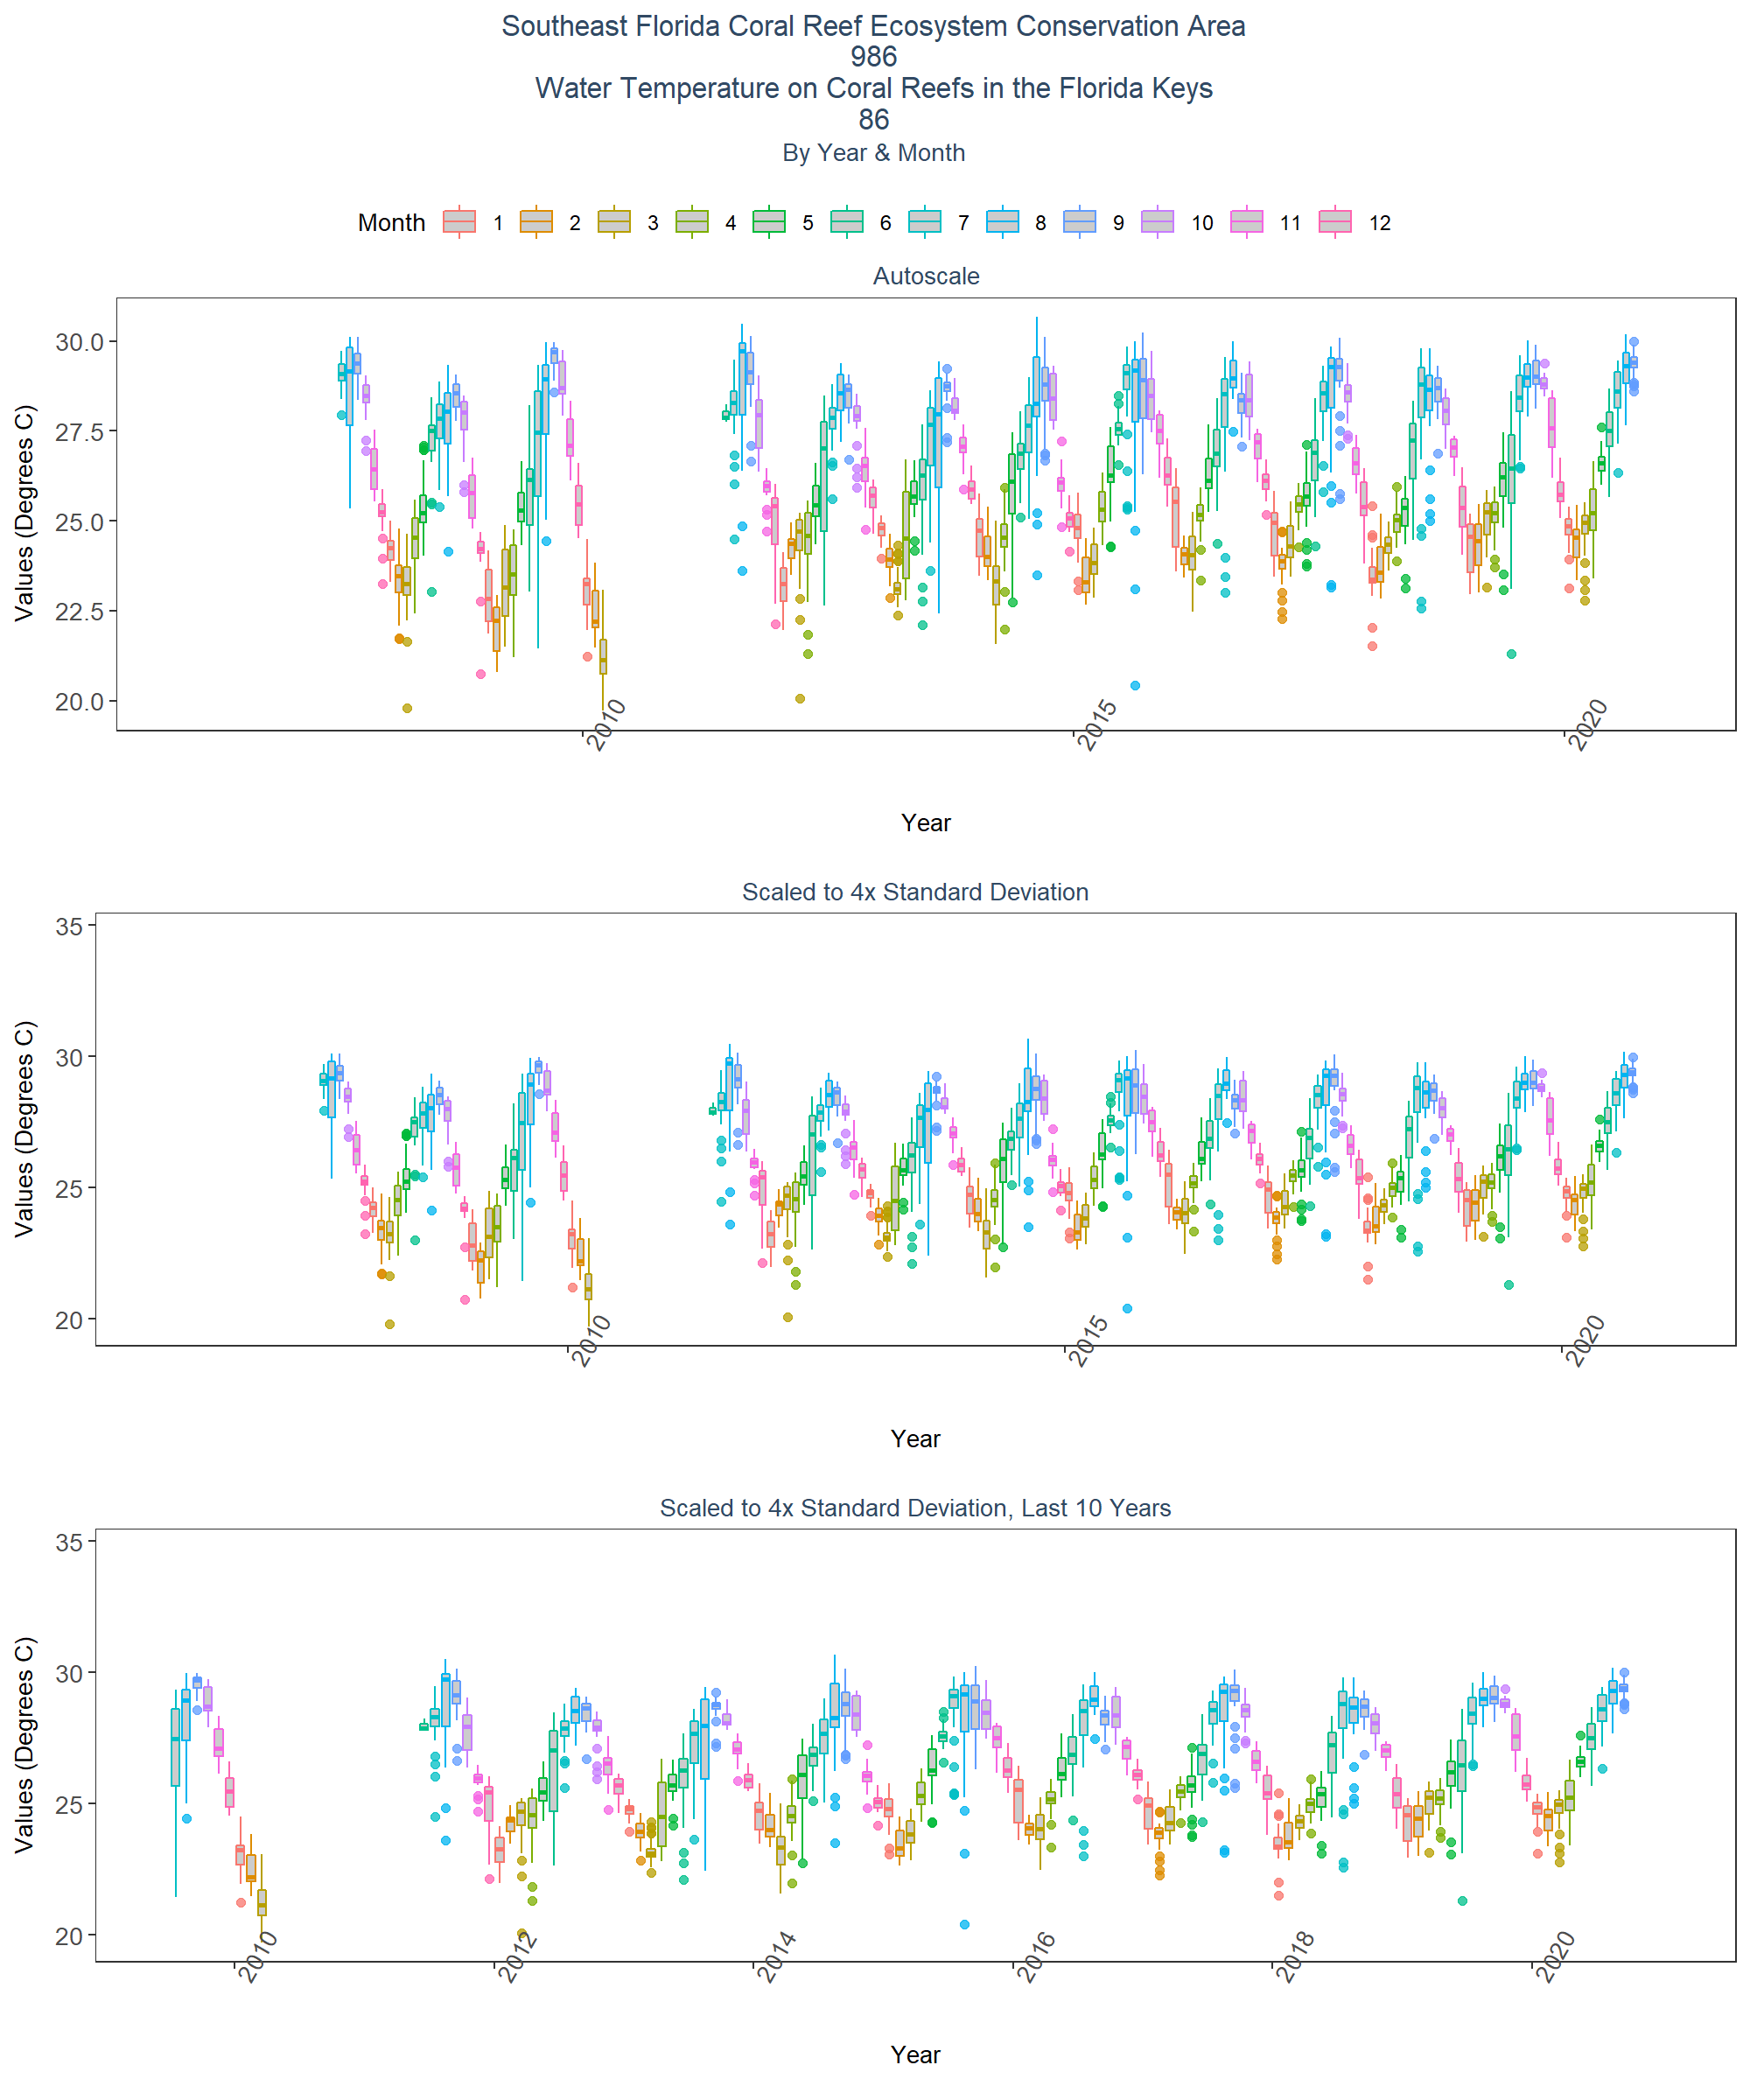 Southeast Florida Coral Reef Ecosystem Conservation Area
986
Water Temperature on Coral Reefs in the Florida Keys
86
By Year & Month
Month 1 2 3 4 5 6 7 8 9 10 11 12
Autoscale
Values (Degrees C)
30.0
27.5
25.0
22.5
20.0
2010 2015 2020
Year
Scaled to 4x Standard Deviation
Values (Degrees C)
35
30
25
20
2010 2015 2020
Year
Scaled to 4x Standard Deviation, Last 10 Years
Values (Degrees C)
35
30
25
20
2010 2012 2014 2016 2018 2020
Year